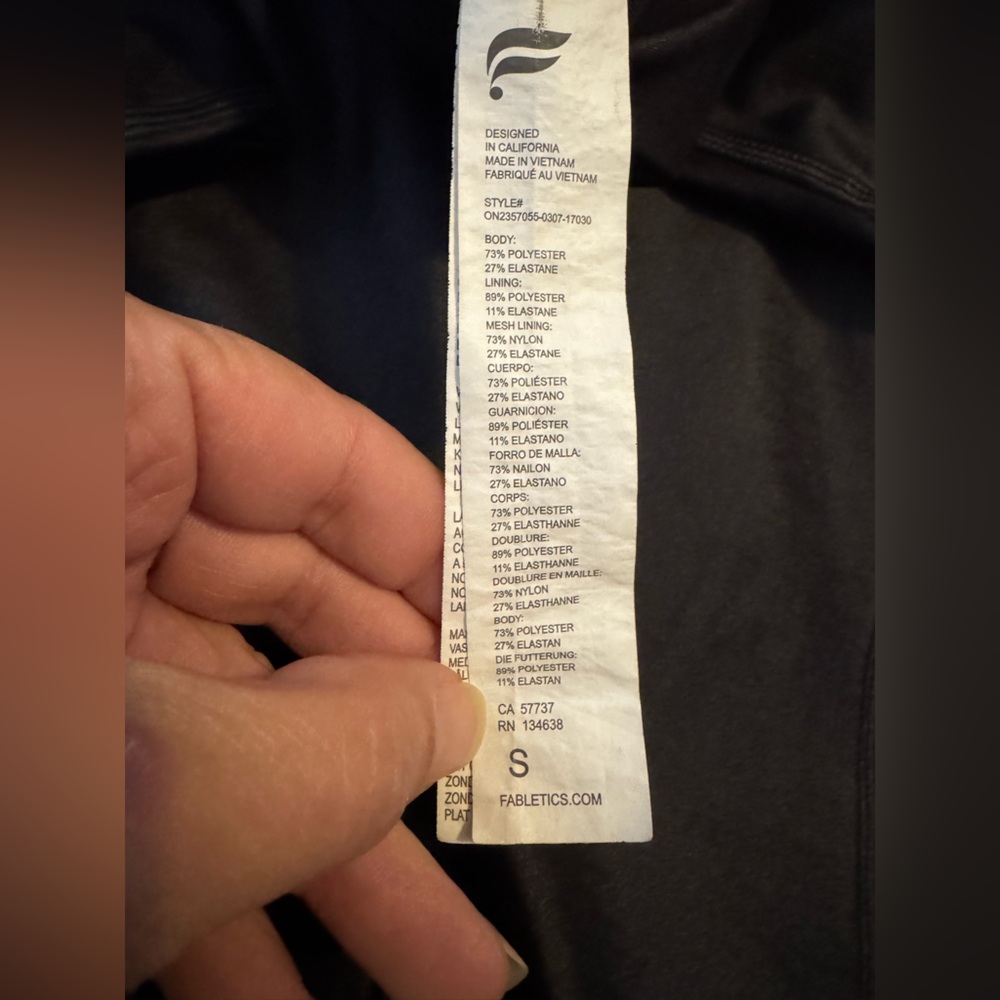 DESIGNED
IN CALIFORNIA
MADE IN VIETNAM
FABRIQUÉ AU VIETNAM
STYLE#
ON2357055-0307-17030
BODY:
73% POLYESTER
27% ELASTANE
LINING:
89% POLYESTER
11% ELASTANE
MESH LINING:
73% NYLON
27% ELASTANE
CUERPO:
73% POLIÉSTER
27% ELASTANO
GUARNICION:
89% POLIÉSTER
11% ELASTANO
FORRO DE MALLA:
73% NAILON
27% ELASTANO
CORPS:
73% POLYESTER
27% ELASTHANNE
DOUBLURE:
89% POLYESTER
11% ELASTHANNE
DOUBLURE EN MAILLE:
73% NYLON
27% ELASTHANNE
BODY:
73% POLYESTER
27% ELASTAN
DIE FUTTERUNG:
89% POLYESTER
11% ELASTAN
CA 57737
RN 134638
S
FABLETICS.COM